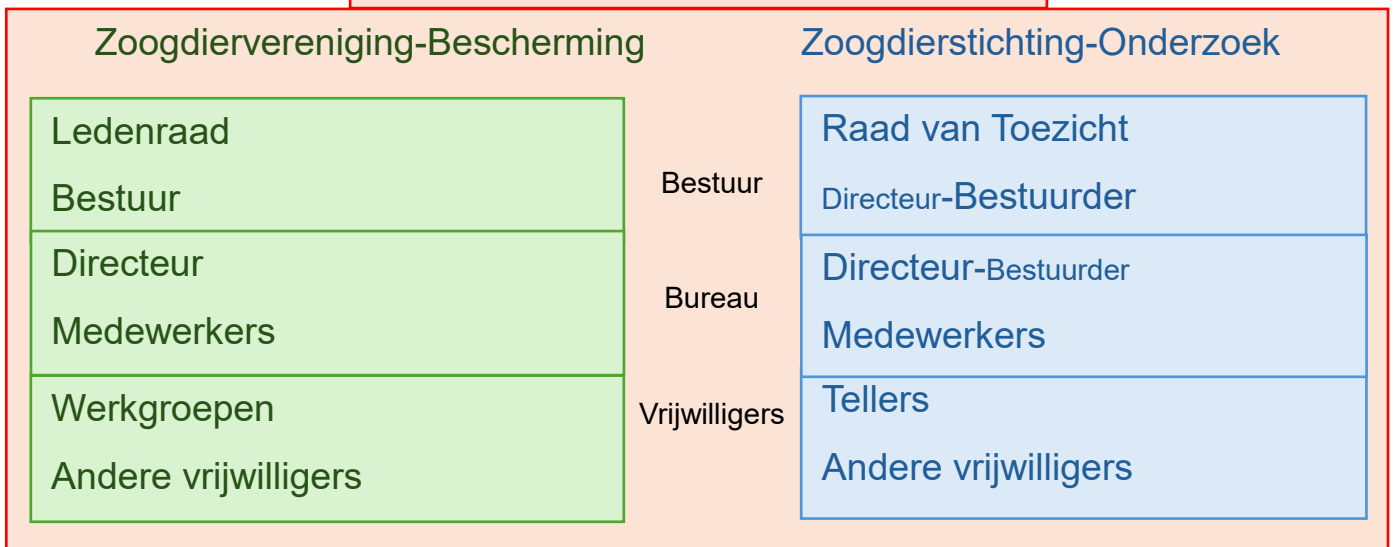 Zoogdiervereniging-Bescherming
Zoogdierstichting-Onderzoek
Ledenraad
Bestuur
Directeur
Medewerkers
Werkgroepen
Andere vrijwilligers
Bestuur
Bureau
Vrijwilligers
Raad van Toezicht
Directeur-Bestuurder
Directeur-Bestuurder
Medewerkers
Tellers
Andere vrijwilligers